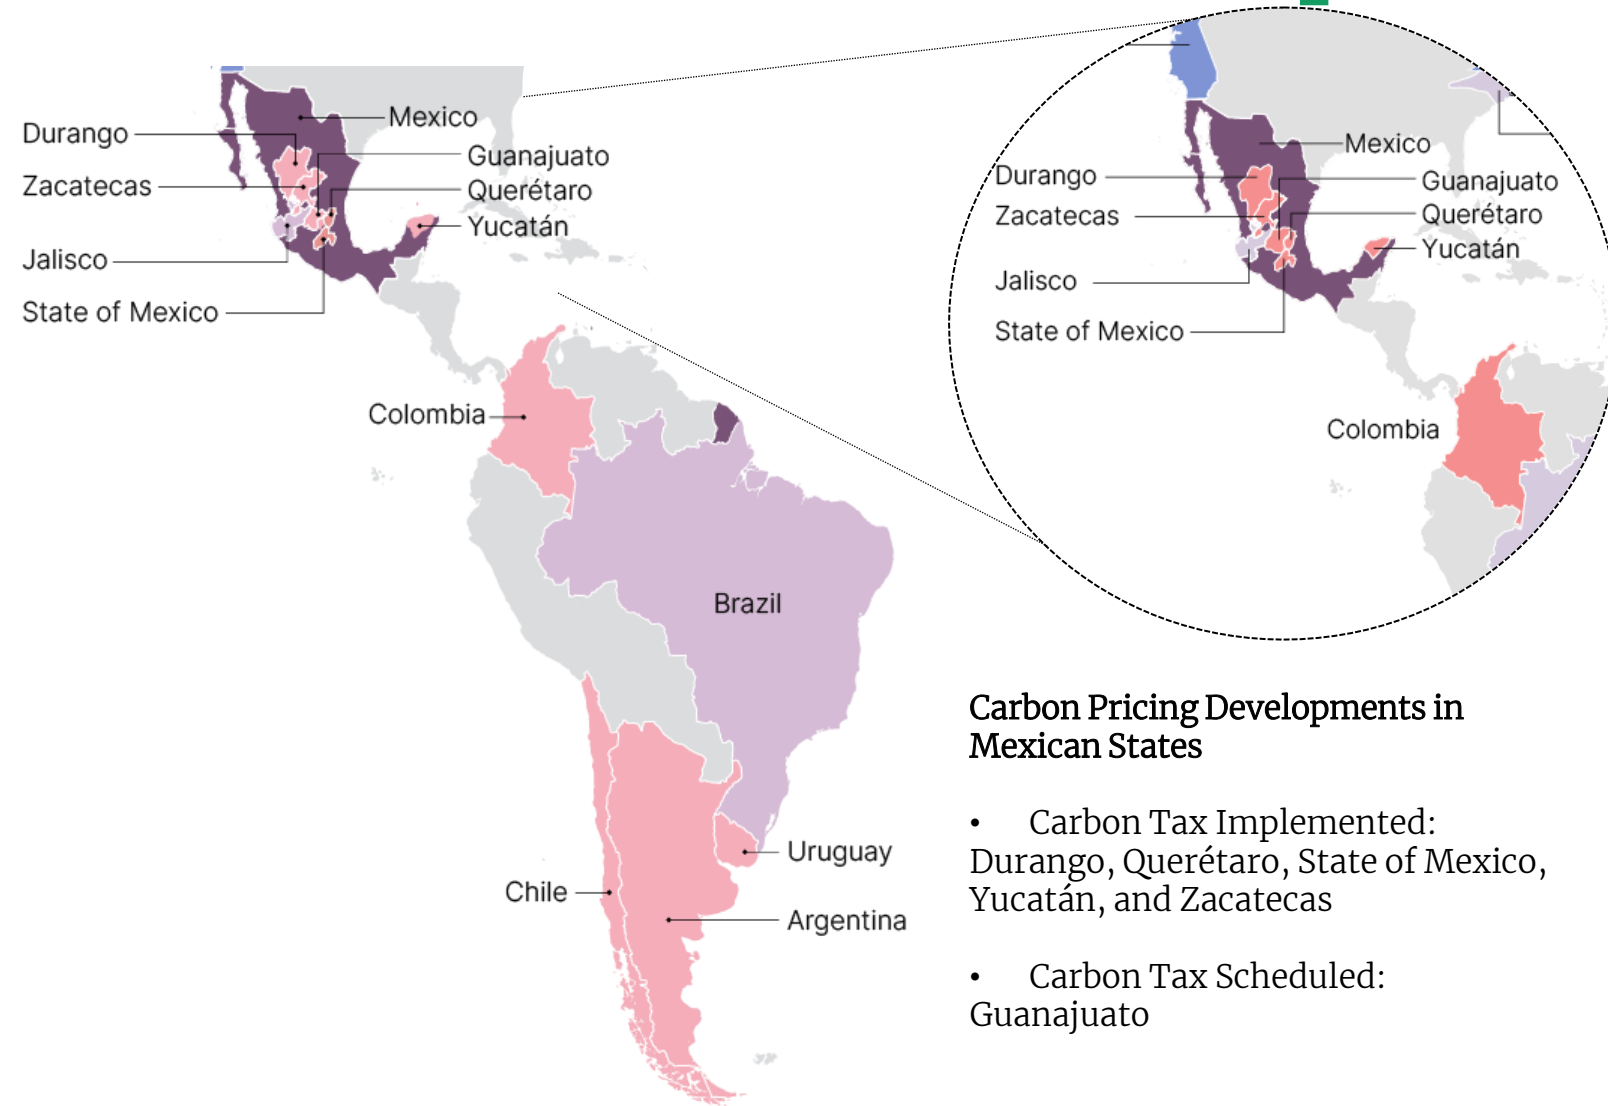 Mexico
Durango
Guanajuato
Zacatecas
Querétaro
Yucatán
Jalisco
State of Mexico
Colombia
Brazil
Uruguay
Chile
Argentina
Mexico
Durango
Guanajuato
Zacatecas
Querétaro
Yucatán
Jalisco
State of Mexico
Colombia
Carbon Pricing Developments in
Mexican States
• Carbon Tax Implemented:
Durango, Querétaro, State of Mexico,
Yucatán, and Zacatecas
• Carbon Tax Scheduled:
Guanajuato